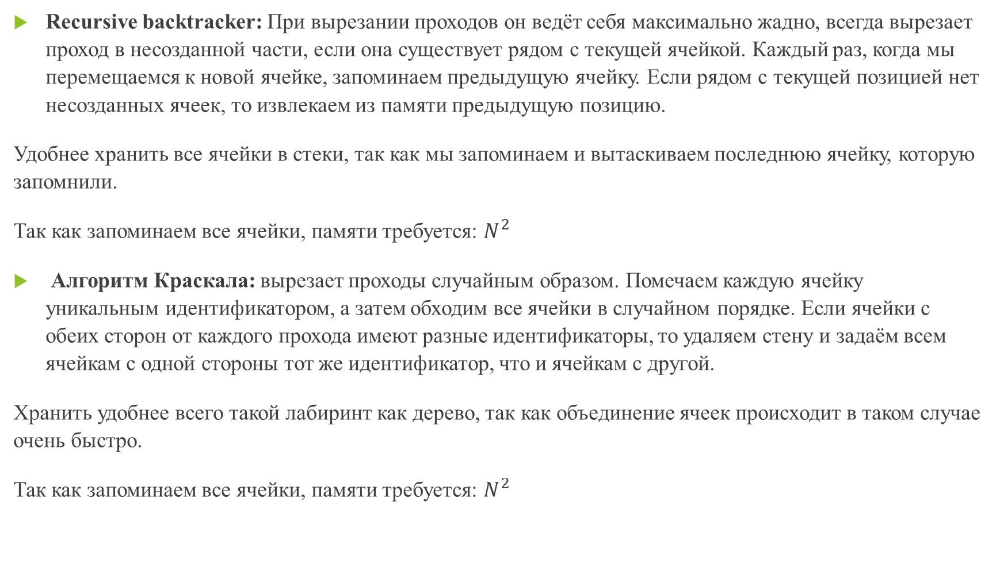 Recursive backtracker: При вырезании проходов он ведёт себя максимально жадно, всегда вырезает
проход в несозданной части, если она существует рядом с текущей ячейкой. Каждый раз, когда мы
перемещаемся к новой ячейке, запоминаем предыдущую ячейку. Если рядом с текущей позицией нет
несозданных ячеек, то извлекаем из памяти предыдущую позицию.
Удобнее хранить все ячейки в стеки, так как мы запоминаем и вытаскиваем последнюю ячейку, которую
запомнили.
Так как запоминаем все ячейки, памяти требуется: N²
Алгоритм Краскала: вырезает проходы случайным образом. Помечаем каждую ячейку
уникальным идентификатором, а затем обходим все ячейки в случайном порядке. Если ячейки с
обеих сторон от каждого прохода имеют разные идентификаторы, то удаляем стену и задаём всем
ячейкам с одной стороны тот же идентификатор, что и ячейкам с другой.
Хранить удобнее всего такой лабиринт как дерево, так как объединение ячеек происходит в таком случае
очень быстро.
Так как запоминаем все ячейки, памяти требуется: N²